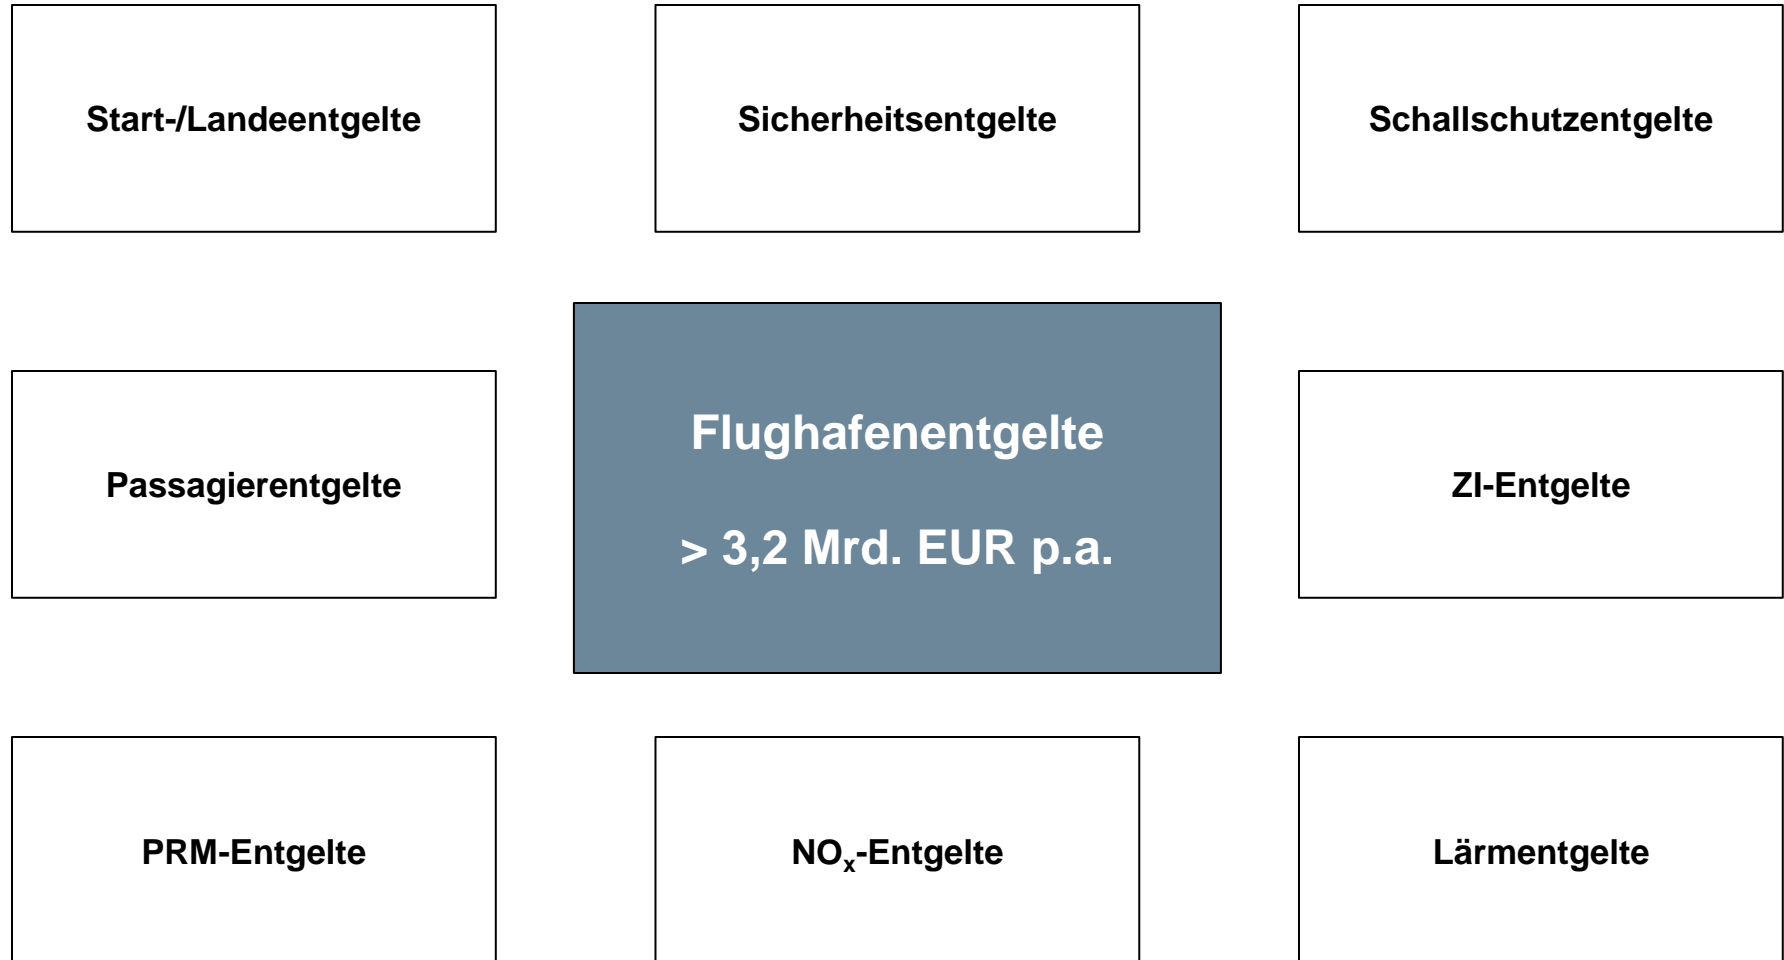 Start-/Landeentgelte
Sicherheitsentgelte
Schallschutzentgelte
Passagierentgelte
Flughafenentgelte
> 3,2 Mrd. EUR p.a.
ZI-Entgelte
PRM-Entgelte
NOx-Entgelte
Lärmentgelte